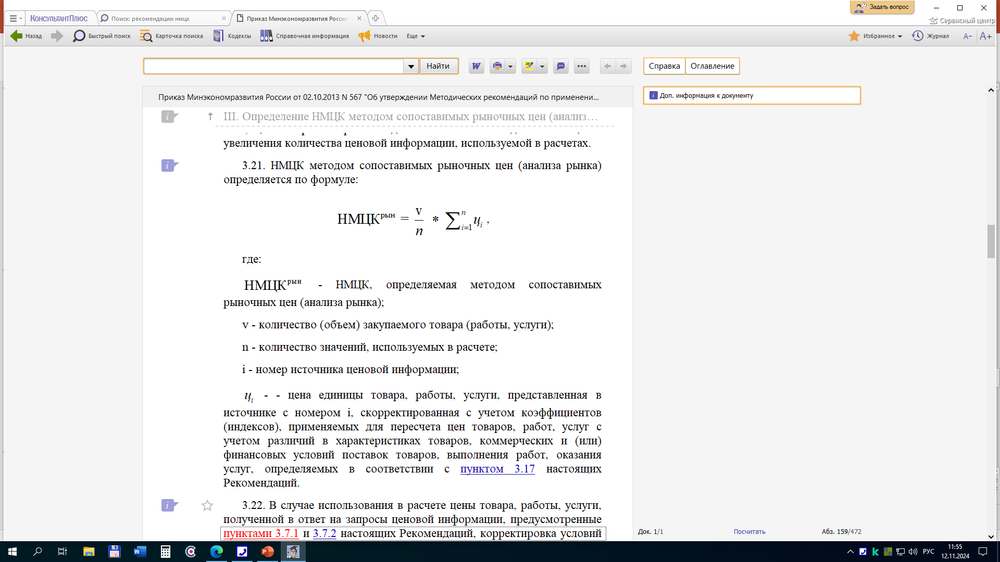 Задать вопрос
КонсультантПлюс
Поиск: рекомендации нмцк
Приказ Минэкономразвития России
Сервисный центр
Назад
Быстрый поиск
Карточка поиска
Кодексы
Справочная информация
Новости
Еще
Избранное
Журнал
А−
А+
Найти
Справка
Оглавление
Приказ Минэкономразвития России от 02.10.2013 N 567 "Об утверждении Методических рекомендаций по применени...
Доп. информация к документу
III. Определение НМЦК методом сопоставимых рыночных цен (анализ…
увеличения количества ценовой информации, используемой в расчетах.
3.21. НМЦК методом сопоставимых рыночных цен (анализа рынка)
определяется по формуле:
НМЦКрын = v/n * ∑ni=1 цi ,
где:
НМЦКрын - НМЦК, определяемая методом сопоставимых
рыночных цен (анализа рынка);
v - количество (объем) закупаемого товара (работы, услуги);
n - количество значений, используемых в расчете;
i - номер источника ценовой информации;
цi - - цена единицы товара, работы, услуги, представленная в
источнике с номером i, скорректированная с учетом коэффициентов
(индексов), применяемых для пересчета цен товаров, работ, услуг с
учетом различий в характеристиках товаров, коммерческих и (или)
финансовых условий поставок товаров, выполнения работ, оказания
услуг, определяемых в соответствии с пунктом 3.17 настоящих
Рекомендаций.
3.22. В случае использования в расчете цены товара, работы, услуги,
полученной в ответ на запросы ценовой информации, предусмотренные
пунктами 3.7.1 и 3.7.2 настоящих Рекомендаций, корректировка условий
Док. 1/1
Посчитать
Абз. 159/472
РУС
11:55
12.11.2024